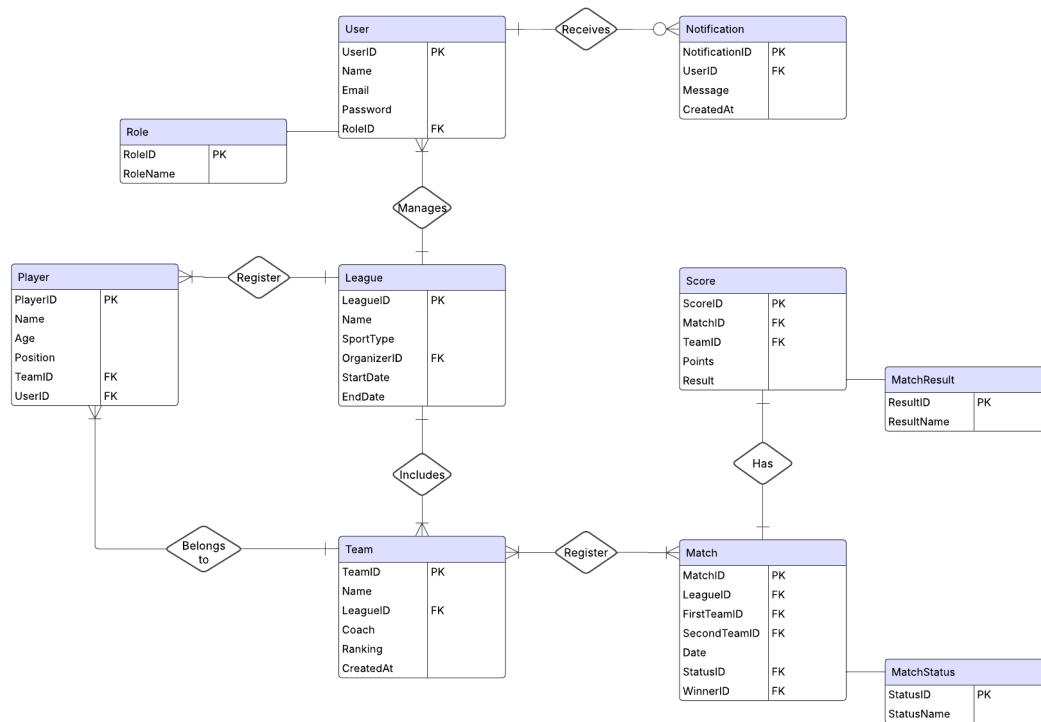 User
UserID PK
Name
Email
Password
RoleID FK
Receives
Notification
NotificationID PK
UserID FK
Message
CreatedAt
Role
RoleID PK
RoleName
Manages
Player
PlayerID PK
Name
Age
Position
TeamID FK
UserID FK
Register
League
LeagueID PK
Name
SportType
OrganizerID FK
StartDate
EndDate
Score
ScoreID PK
MatchID FK
TeamID FK
Points
Result
MatchResult
ResultID PK
ResultName
Includes
Has
Belongs
to
Team
TeamID PK
Name
LeagueID FK
Coach
Ranking
CreatedAt
Register
Match
MatchID PK
LeagueID FK
FirstTeamID FK
SecondTeamID FK
Date
StatusID FK
WinnerID FK
MatchStatus
StatusID PK
StatusName